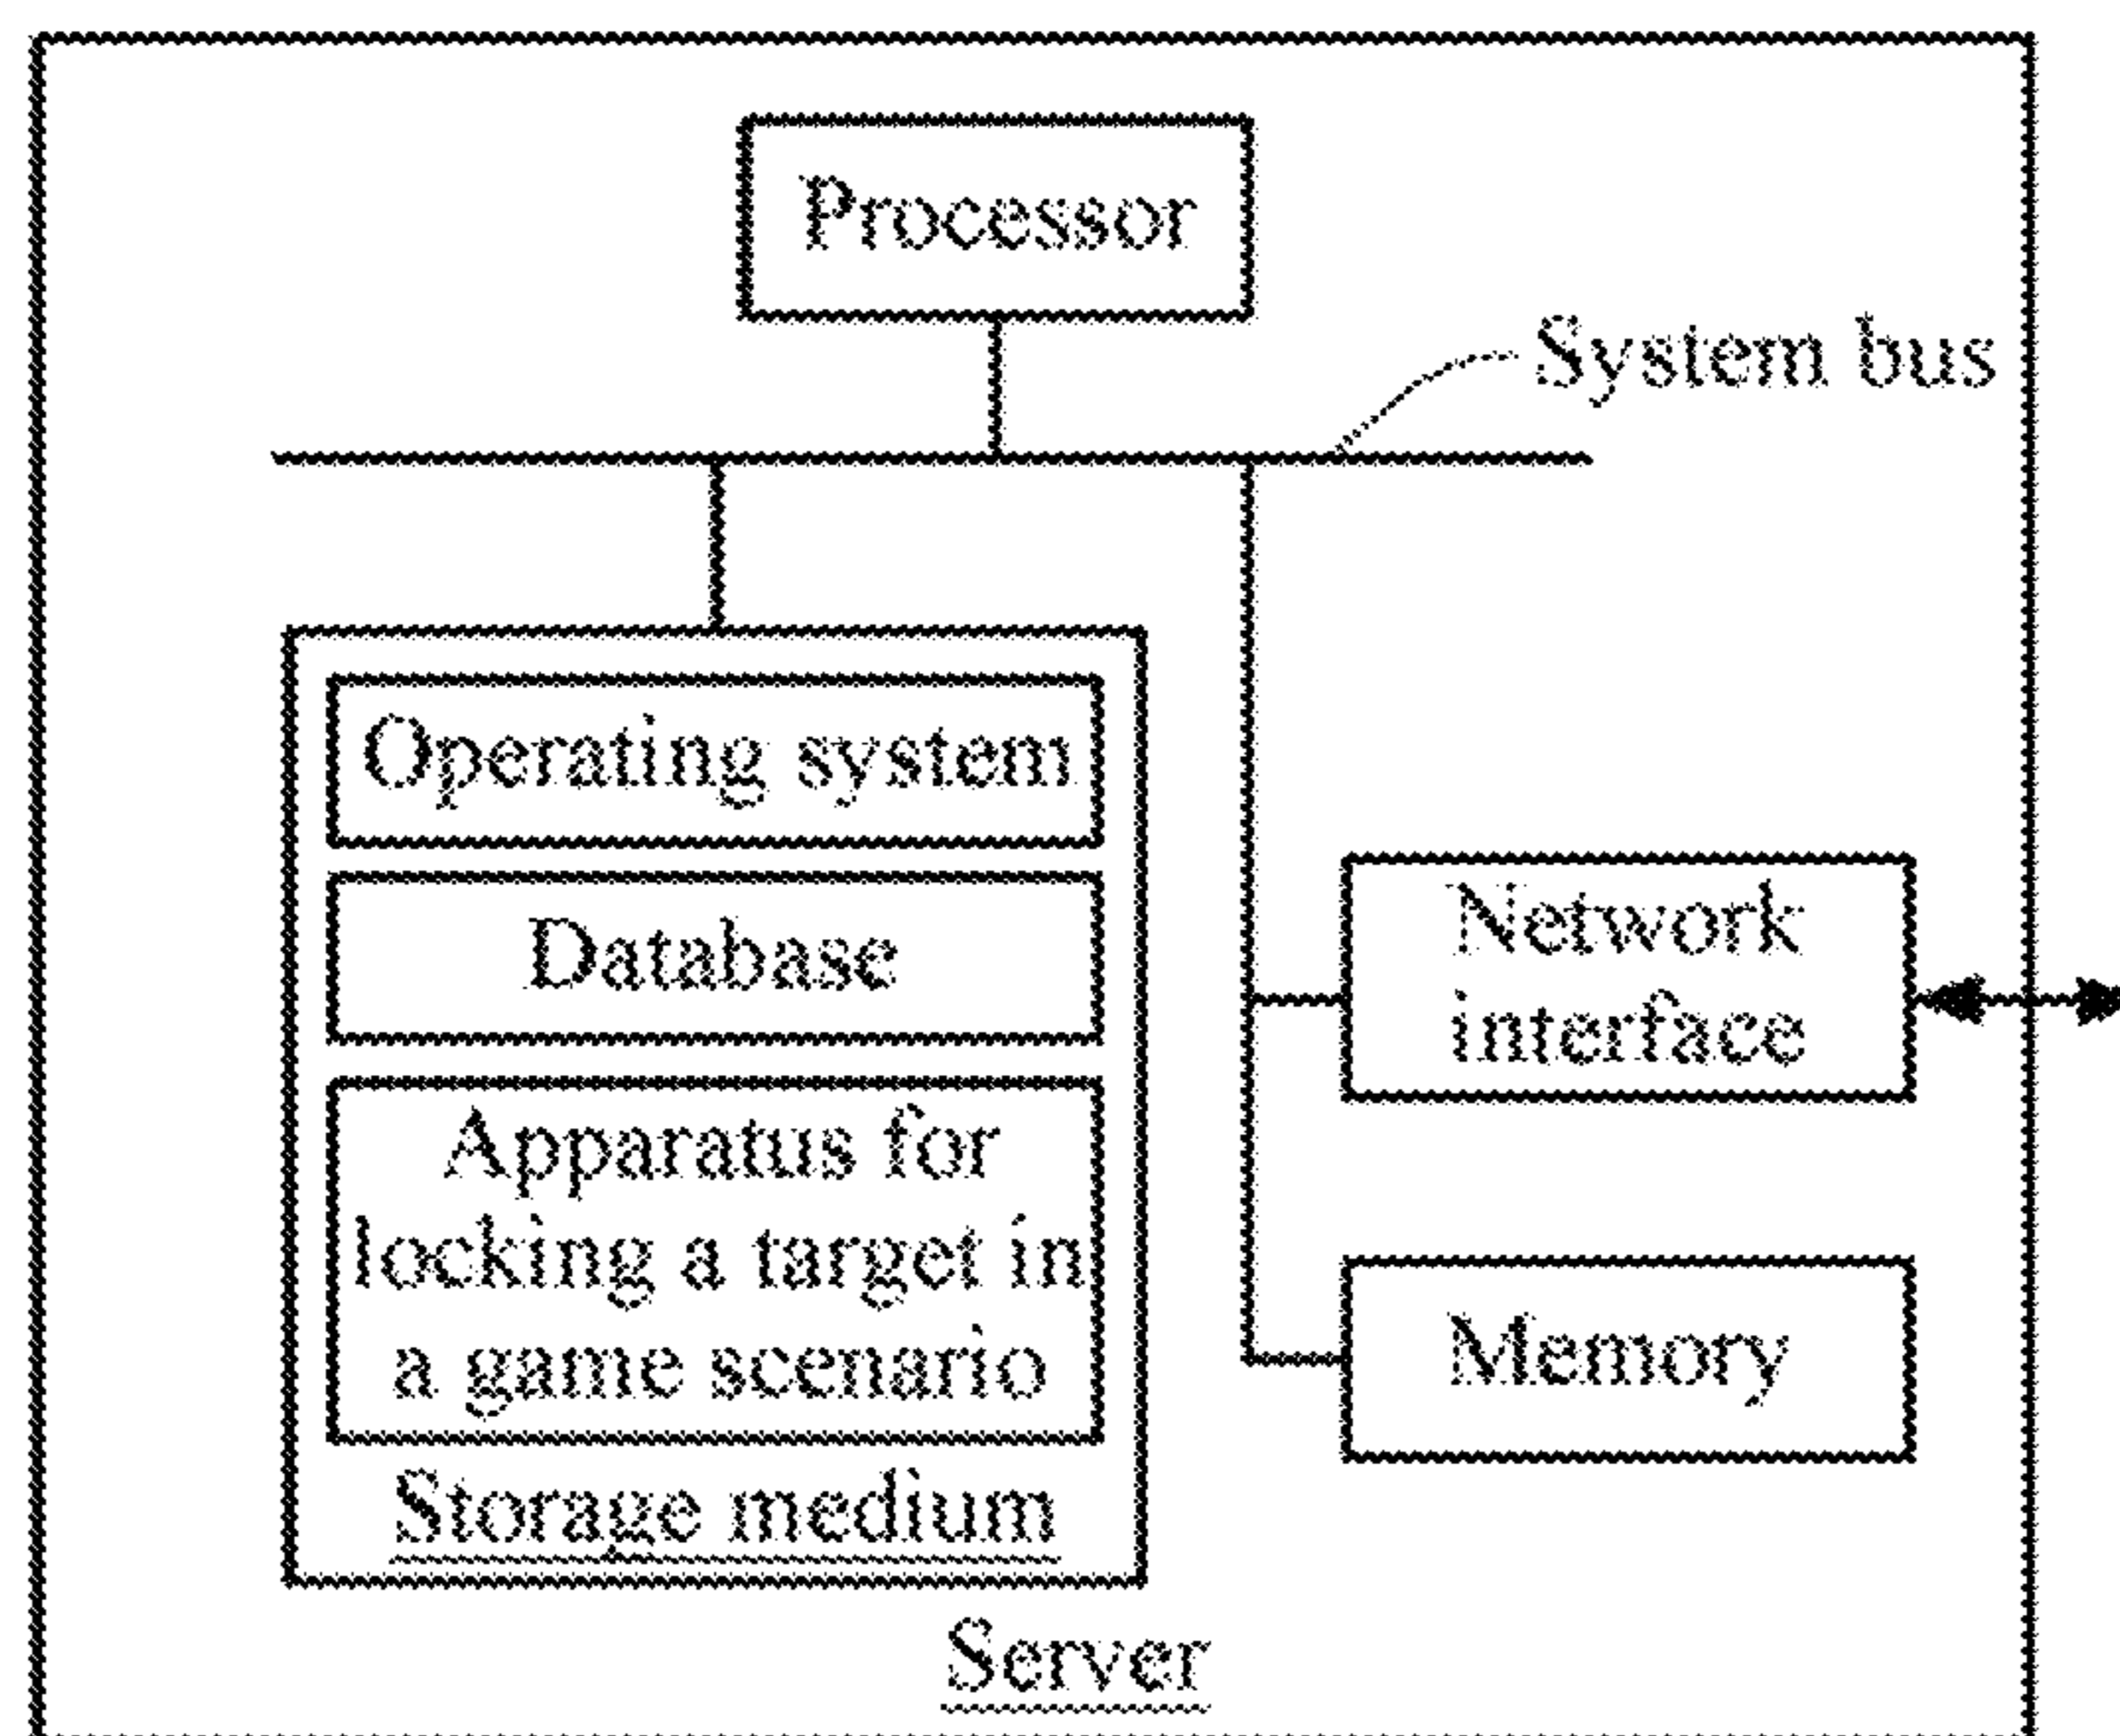 Processor
System bus
Operating system
Database
Apparatus for
locking a target in
a game scenario
Storage medium
Network
interface
Memory
Server